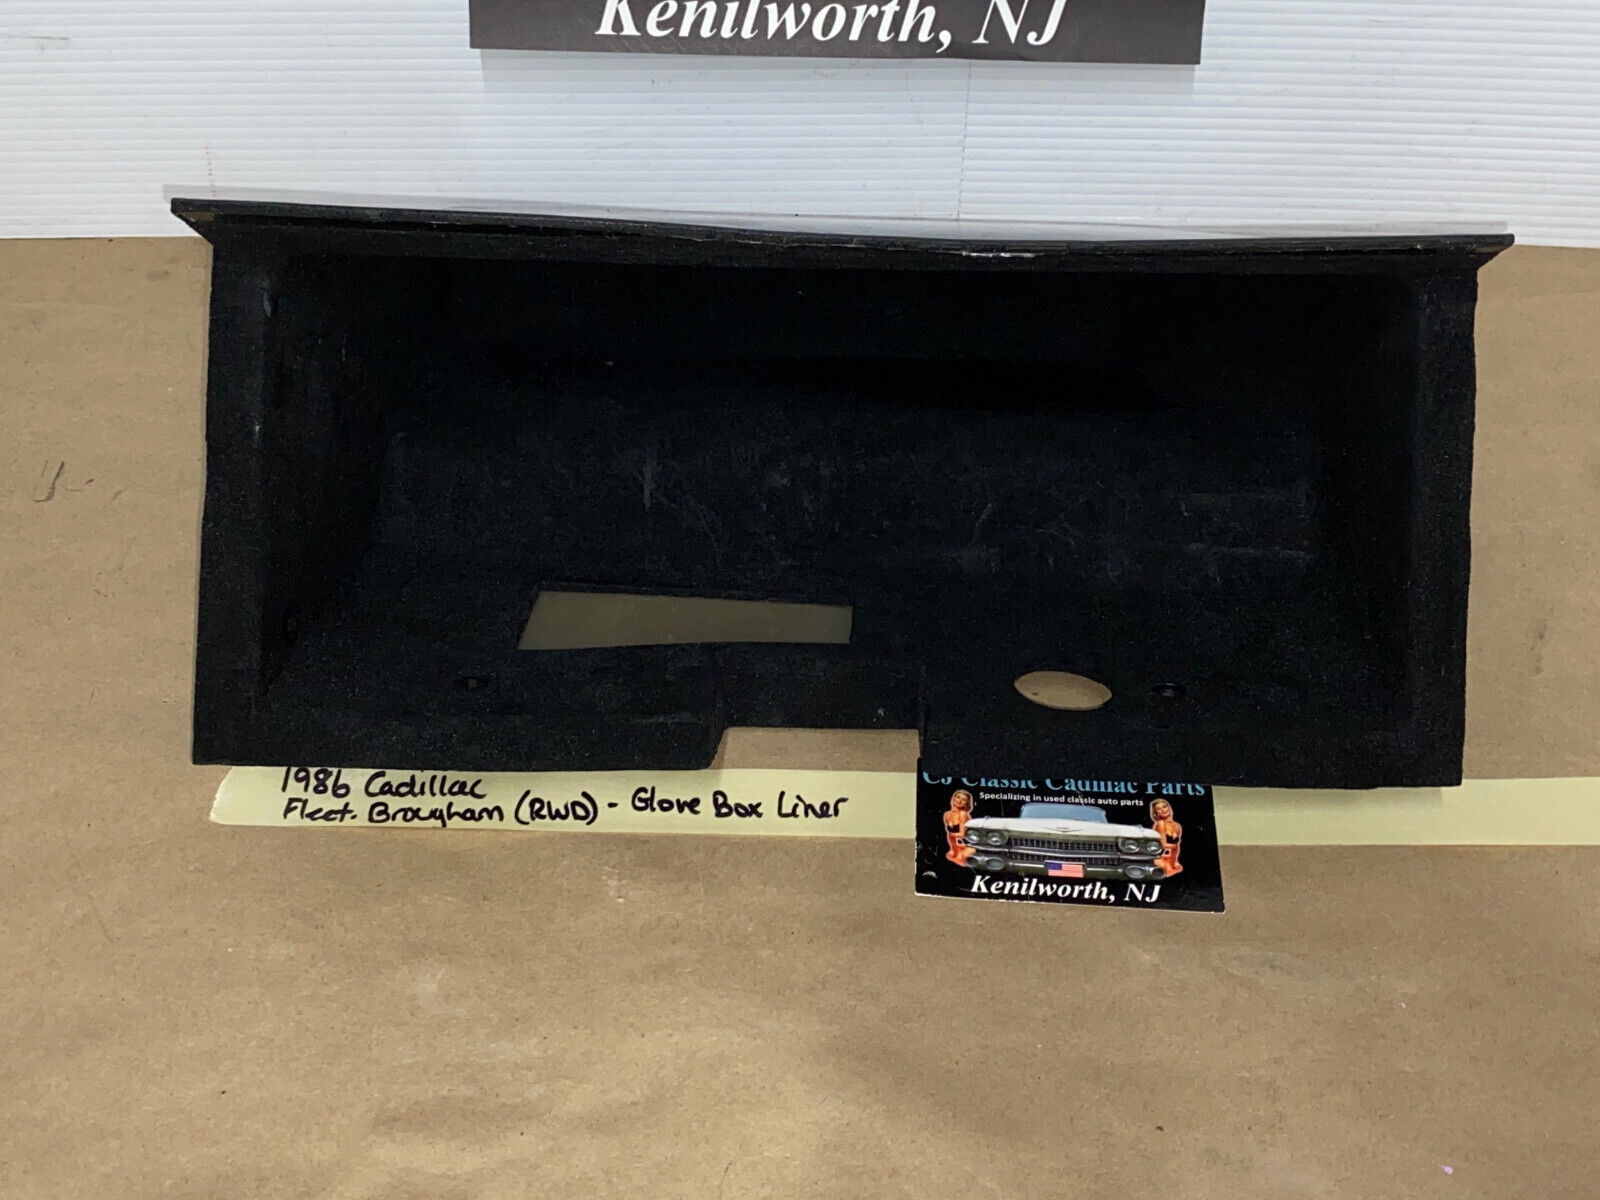 Kenilworth, NJ
1986 Cadillac
Fleet. Brougham (RWD) - Glove Box Liner
CJ Classic Cadillac Parts
Specializing in used classic auto parts
Kenilworth, NJ